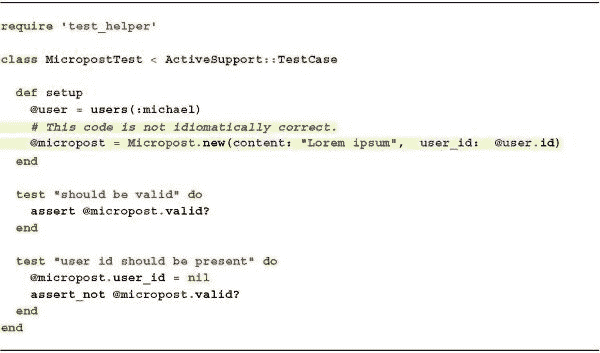 require 'test_helper'
class MicropostTest < ActiveSupport::TestCase
def setup
@user = users(:michael)
# This code is not idiomatically correct.
@micropost = Micropost.new(content: "Lorem ipsum", user_id: @user.id)
end
test "should be valid" do
assert @micropost.valid?
end
test "user id should be present" do
@micropost.user_id = nil
assert_not @micropost.valid?
end
end